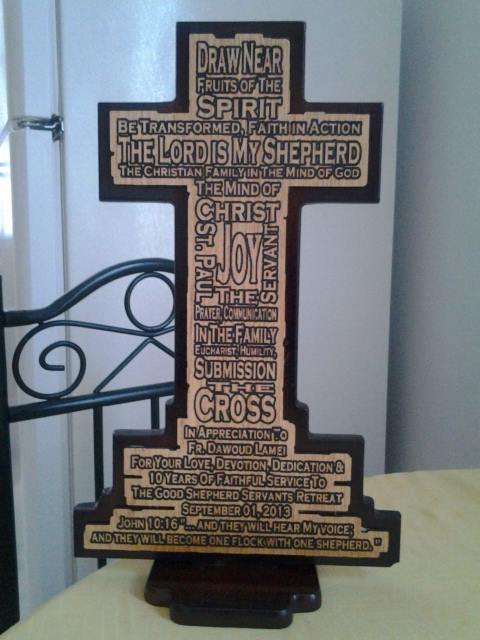 Draw Near
Fruits of the
Spirit
Be Transformed, Faith in Action
The Lord is My Shepherd
The Christian Family in The Mind of God
The Mind of
Christ
St. Paul
Joy
Servant
The
Prayer, Communication
In The Family
Eucharist, Humility,
Submission
The
Cross
In Appreciation to
Fr. Dawoud Lamei
For Your Love, Devotion, Dedication &
10 Years Of Faithful Service To
The Good Shepherd Servants Retreat
September 01, 2013
John 10:16 "... and they will hear My voice;
and they will become one flock with one shepherd."